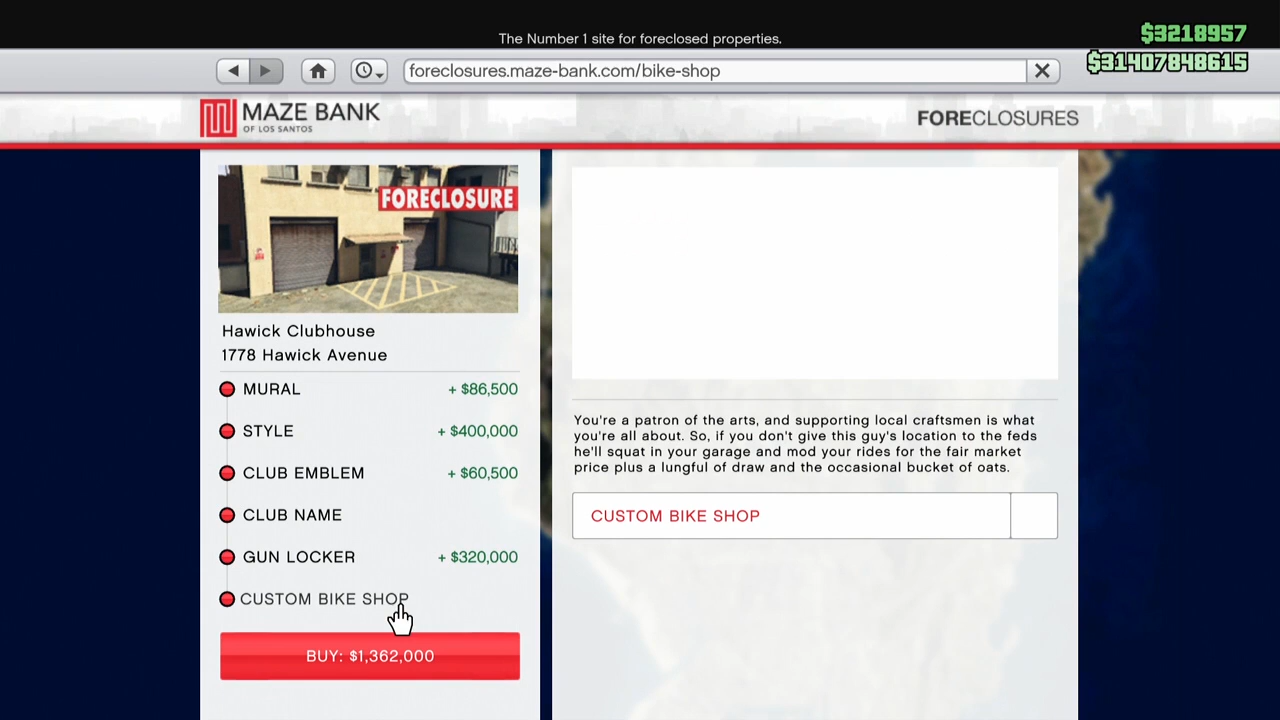 The Number 1 site for foreclosed properties.
$3218957
$31407848615
foreclosures.maze-bank.com/bike-shop
MAZE BANK
OF LOS SANTOS
FORECLOSURES
FORECLOSURE
Hawick Clubhouse
1778 Hawick Avenue
MURAL + $86,500
STYLE + $400,000
CLUB EMBLEM + $60,500
CLUB NAME
GUN LOCKER + $320,000
CUSTOM BIKE SHOP
BUY: $1,362,000
You're a patron of the arts, and supporting local craftsmen is what
you're all about. So, if you don't give this guy's location to the feds
he'll squat in your garage and mod your rides for the fair market
price plus a lungful of draw and the occasional bucket of oats.
CUSTOM BIKE SHOP